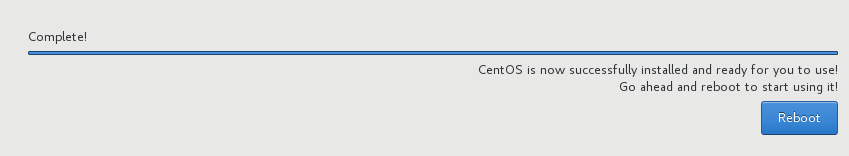 Complete!
CentOS is now successfully installed and ready for you to use!
Go ahead and reboot to start using it!
Reboot